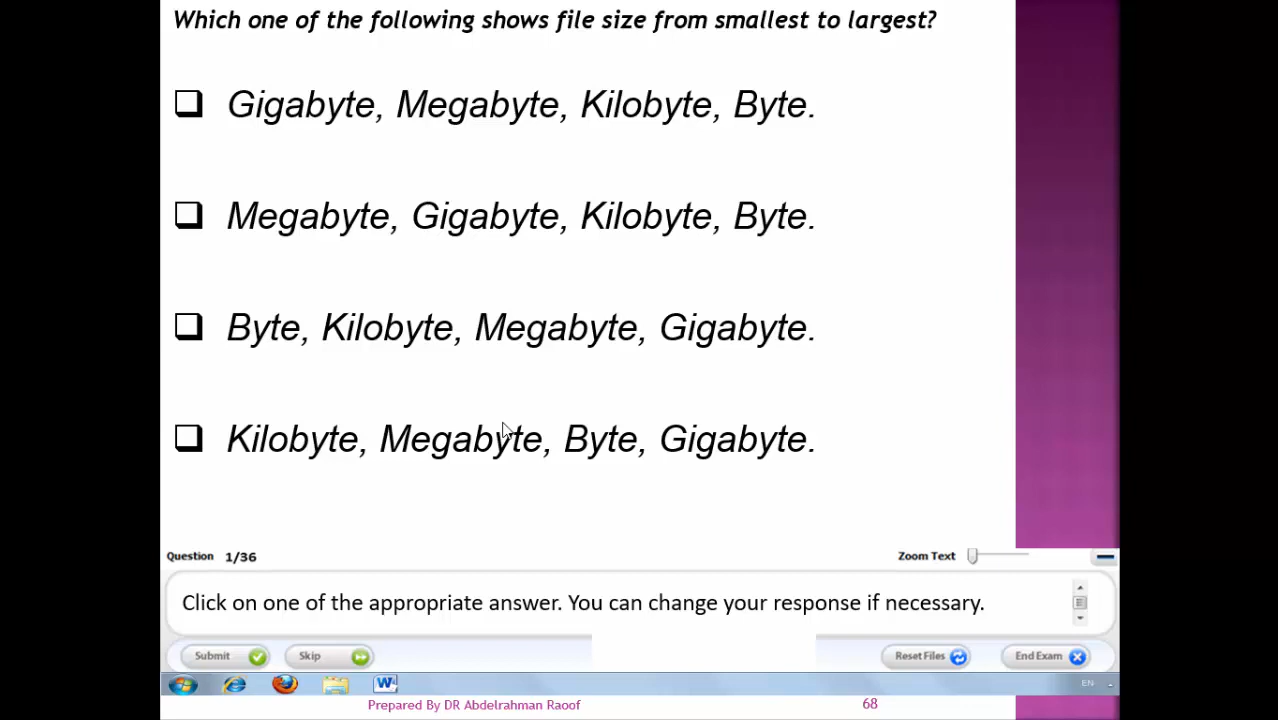 Which one of the following shows file size from smallest to largest?
Gigabyte, Megabyte, Kilobyte, Byte.
Megabyte, Gigabyte, Kilobyte, Byte.
Byte, Kilobyte, Megabyte, Gigabyte.
Kilobyte, Megabyte, Byte, Gigabyte.
Question 1/36 Zoom Text
Click on one of the appropriate answer. You can change your response if necessary.
Submit Skip Reset Files End Exam
EN
Prepared By DR Abdelrahman Raoof 68